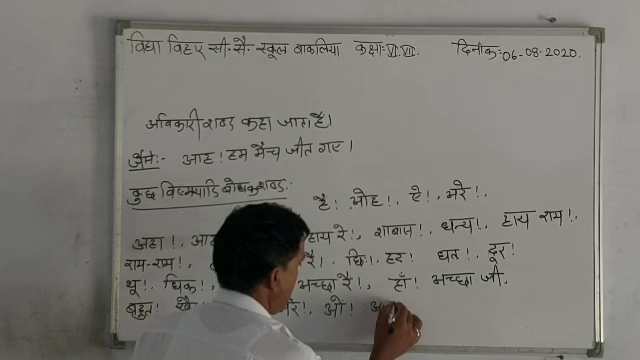 विद्या विहार सी. सै. स्कूल वाकलिया कक्षा-VI.VII. दिनांक:-06-08-2020.
अविकारी शब्द कहा जाता है।
जैसे:- आह! हम मैच जीत गए।
कुछ विस्मयादि बोधक शब्द:-
है! ओह!, ऐ!, अरे!,
अहा!, हाय रे!, शाबाश!, धन्य!, हाय राम!,
राम-राम!, छिः!, हट! धत! दूर!
थू!, धिक!, अच्छा रै!, हाँ! अच्छा जी,
बहुत! ओ!